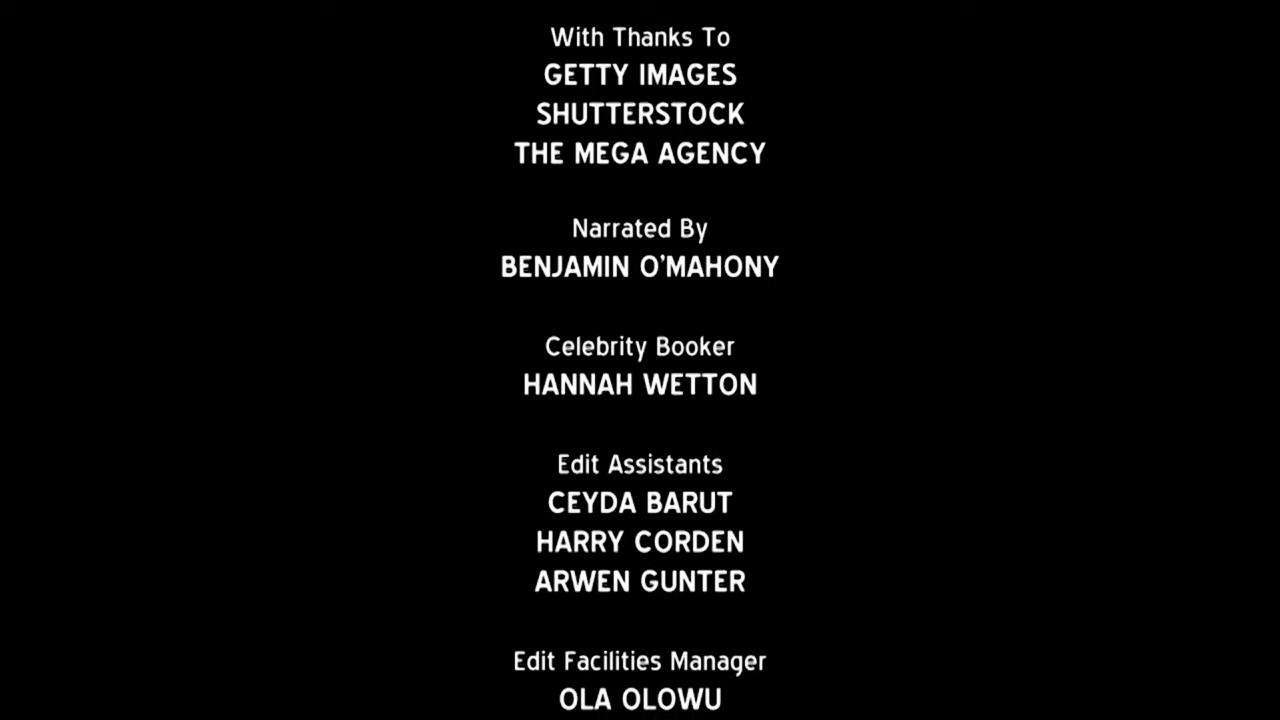 With Thanks To
GETTY IMAGES
SHUTTERSTOCK
THE MEGA AGENCY
Narrated By
BENJAMIN O'MAHONY
Celebrity Booker
HANNAH WETTON
Edit Assistants
CEYDA BARUT
HARRY CORDEN
ARWEN GUNTER
Edit Facilities Manager
OLA OLOWU